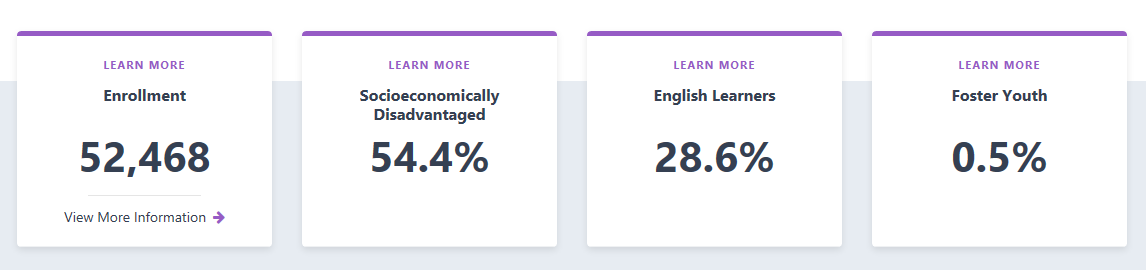 LEARN MORE
Enrollment
52,468
View More Information
LEARN MORE
Socioeconomically
Disadvantaged
54.4%
LEARN MORE
English Learners
28.6%
LEARN MORE
Foster Youth
0.5%